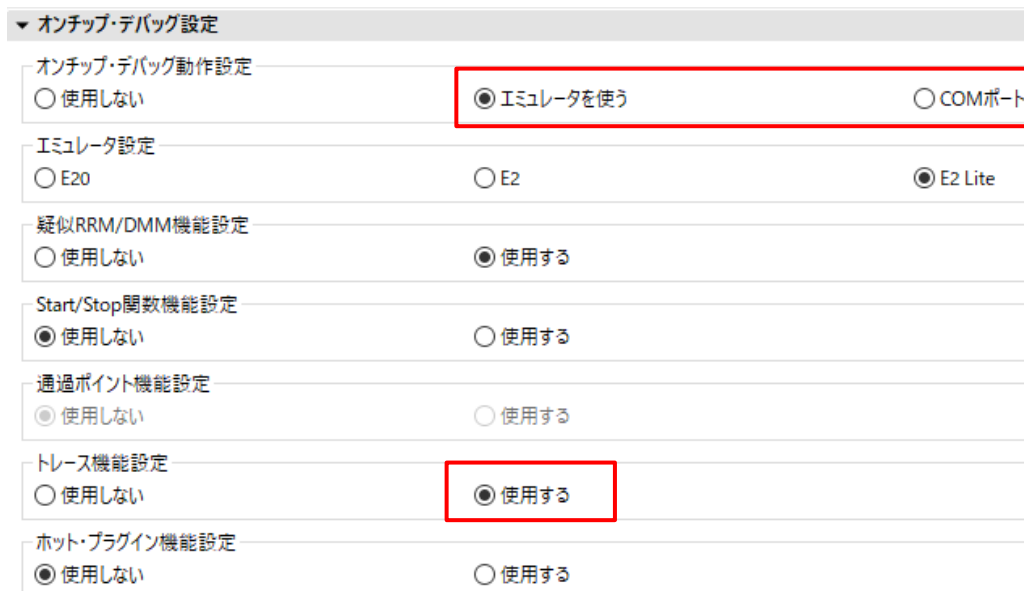 オンチップ・デバッグ設定
オンチップ・デバッグ動作設定
使用しない エミュレータを使う COMポート
エミュレータ設定
E20 E2 E2 Lite
疑似RRM/DMM機能設定
使用しない 使用する
Start/Stop関数機能設定
使用しない 使用する
通過ポイント機能設定
使用しない 使用する
トレース機能設定
使用しない 使用する
ホット・プラグイン機能設定
使用しない 使用する